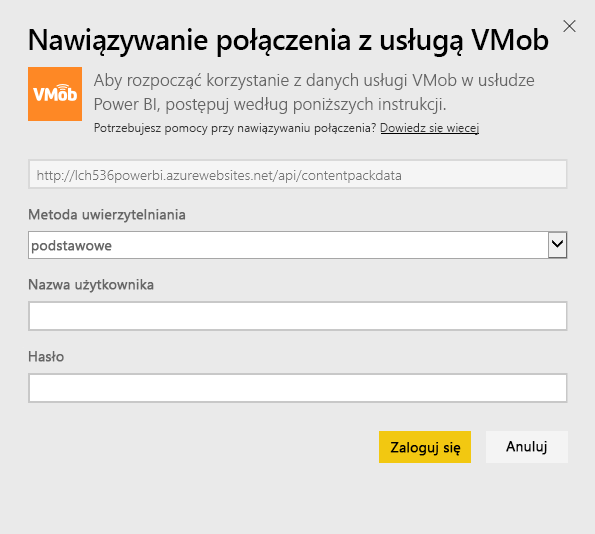 Nawiązywanie połączenia z usługą VMob
VMob
Aby rozpocząć korzystanie z danych usługi VMob w usłudze
Power BI, postępuj według poniższych instrukcji.
Potrzebujesz pomocy przy nawiązywaniu połączenia? Dowiedz się więcej
http://lch536powerbi.azurewebsites.net/api/contentpackdata
Metoda uwierzytelniania
podstawowe
Nazwa użytkownika
Hasło
Zaloguj się
Anuluj